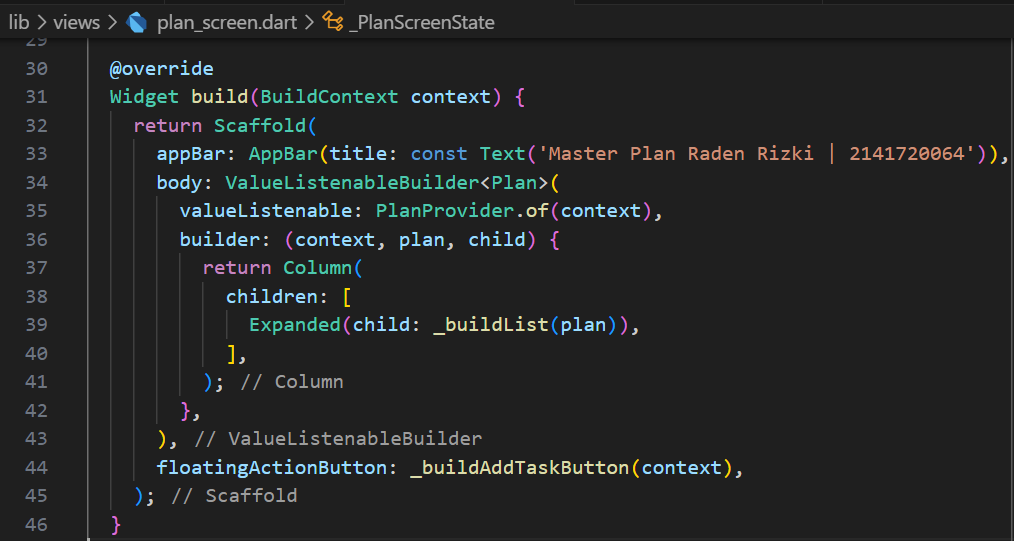 lib > views > plan_screen.dart > _PlanScreenState
29
30 @override
31 Widget build(BuildContext context) {
32 return Scaffold(
33 appBar: AppBar(title: const Text('Master Plan Raden Rizki | 2141720064')),
34 body: ValueListenableBuilder<Plan>(
35 valueListenable: PlanProvider.of(context),
36 builder: (context, plan, child) {
37 return Column(
38 children: [
39 Expanded(child: _buildList(plan)),
40 ],
41 ); // Column
42 },
43 ), // ValueListenableBuilder
44 floatingActionButton: _buildAddTaskButton(context),
45 ); // Scaffold
46 }